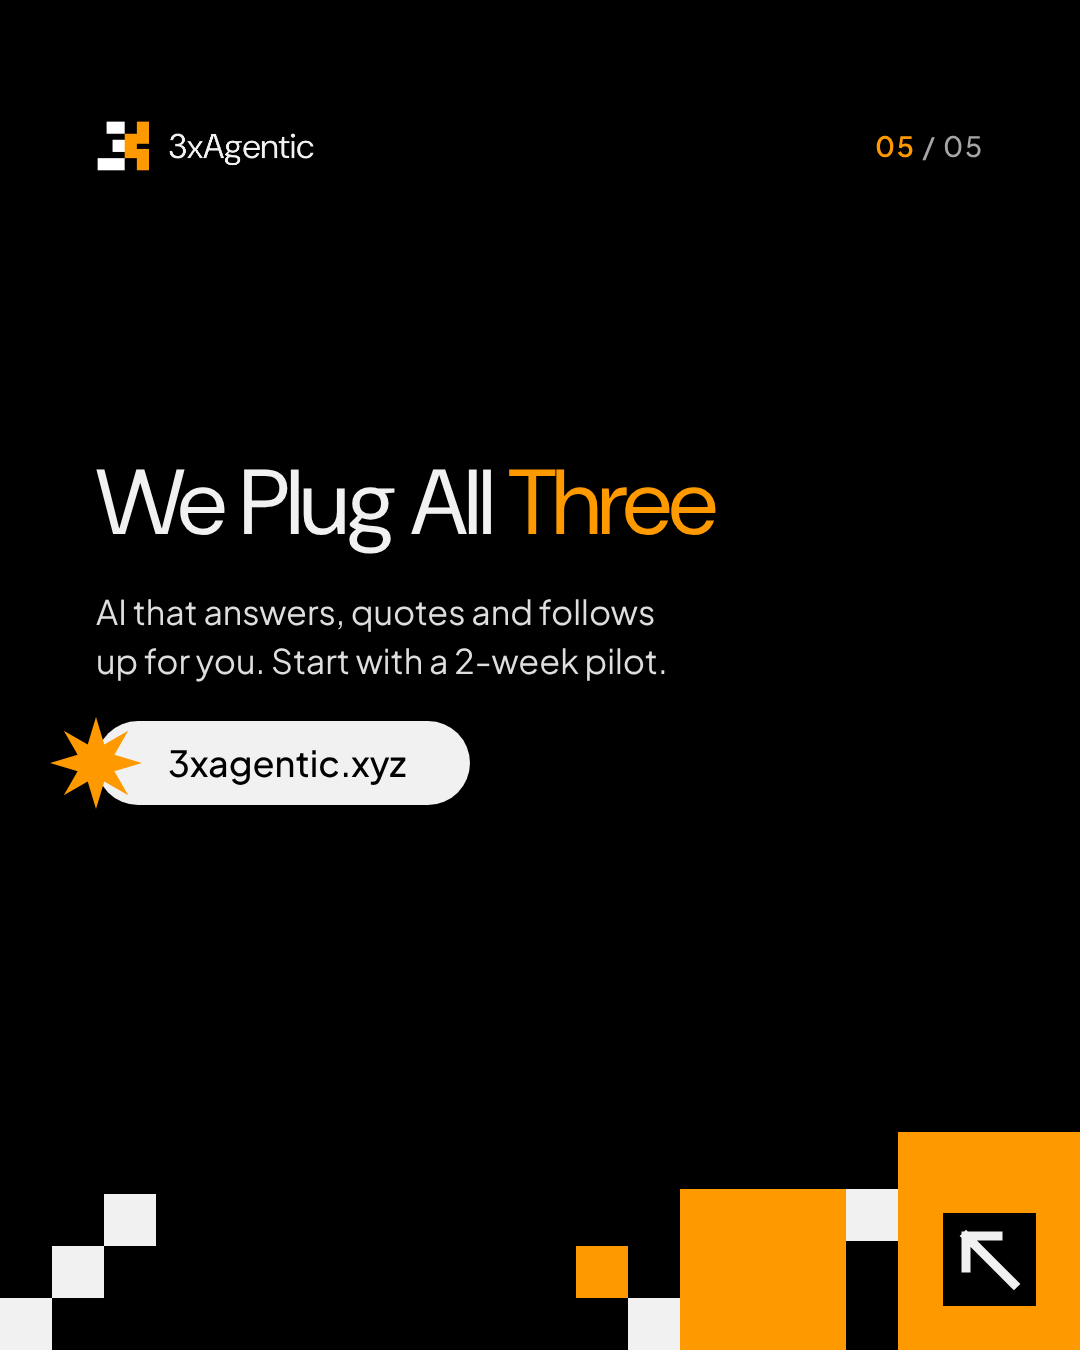 3xAgentic
05 / 05
We Plug All Three
AI that answers, quotes and follows
up for you. Start with a 2-week pilot.
3xagentic.xyz